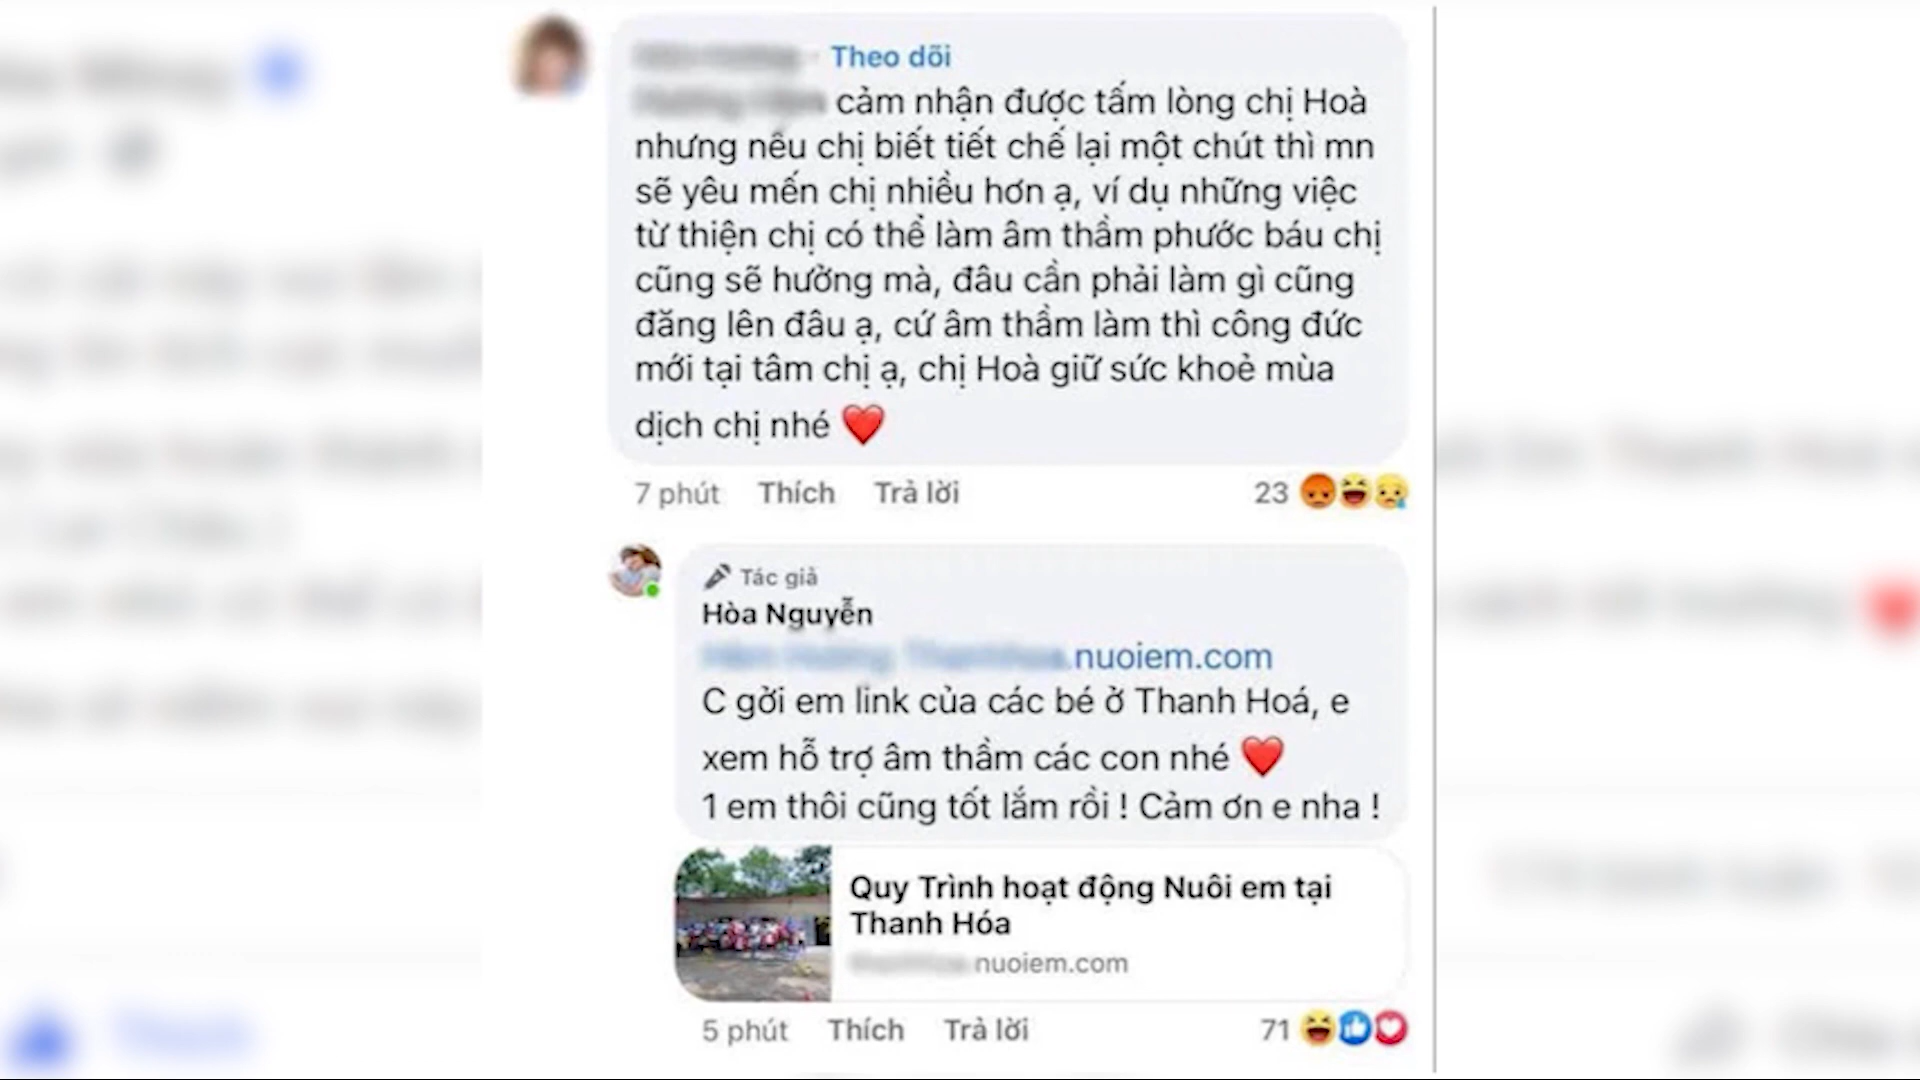 Theo dõi
cảm nhận được tấm lòng chị Hoà
nhưng nếu chị biết tiết chế lại một chút thì mn
sẽ yêu mến chị nhiều hơn ạ, ví dụ những việc
từ thiện chị có thể làm âm thầm phước báu chị
cũng sẽ hưởng mà, đâu cần phải làm gì cũng
đăng lên đâu ạ, cứ âm thầm làm thì công đức
mới tại tâm chị ạ, chị Hoà giữ sức khoẻ mùa
dịch chị nhé ❤️
7 phút Thích Trả lời 23
Tác giả
Hòa Nguyễn
.nuoiem.com
C gởi em link của các bé ở Thanh Hoá, e
xem hỗ trợ âm thầm các con nhé ❤️
1 em thôi cũng tốt lắm rồi ! Cảm ơn e nha !
Quy Trình hoạt động Nuôi em tại
Thanh Hóa
nuoiem.com
5 phút Thích Trả lời 71